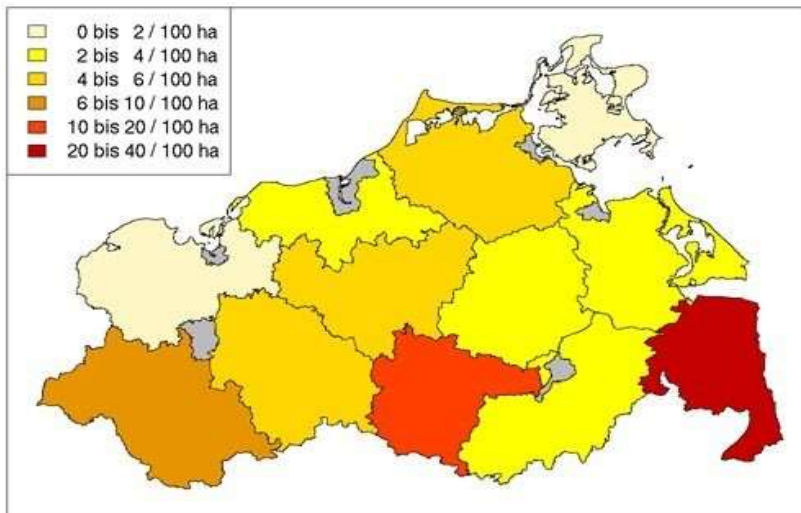 0 bis 2 / 100 ha
2 bis 4 / 100 ha
4 bis 6 / 100 ha
6 bis 10 / 100 ha
10 bis 20 / 100 ha
20 bis 40 / 100 ha